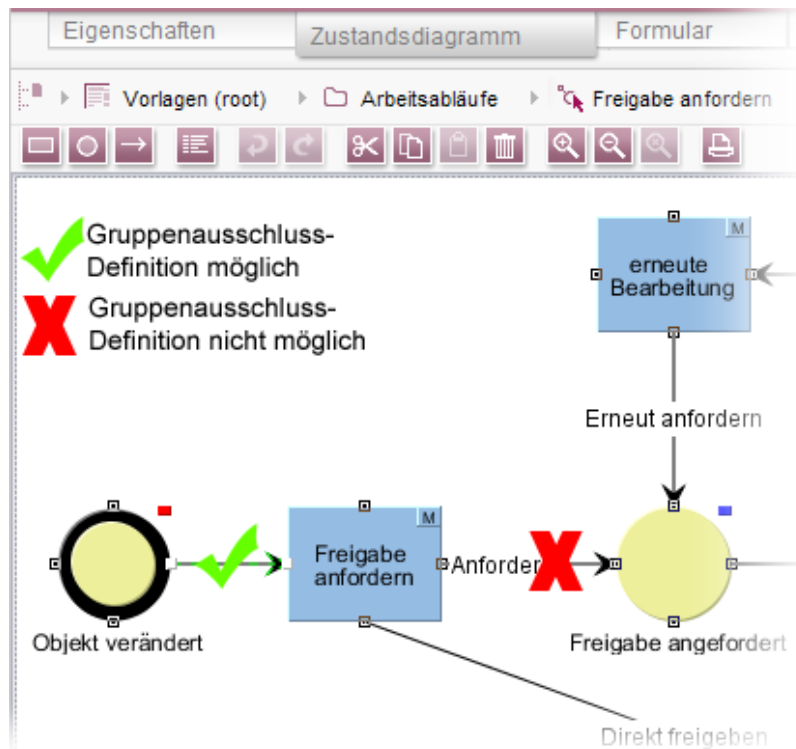 Eigenschaften
Zustandsdiagramm
Formular
Vorlagen (root)
Arbeitsabläufe
Freigabe anfordern
Gruppenausschluss-
Definition möglich
Gruppenausschluss-
Definition nicht möglich
M
erneute
Bearbeitung
Erneut anfordern
M
Freigabe
anfordern
Anforder
Objekt verändert
Freigabe angefordert
Direkt freigeben